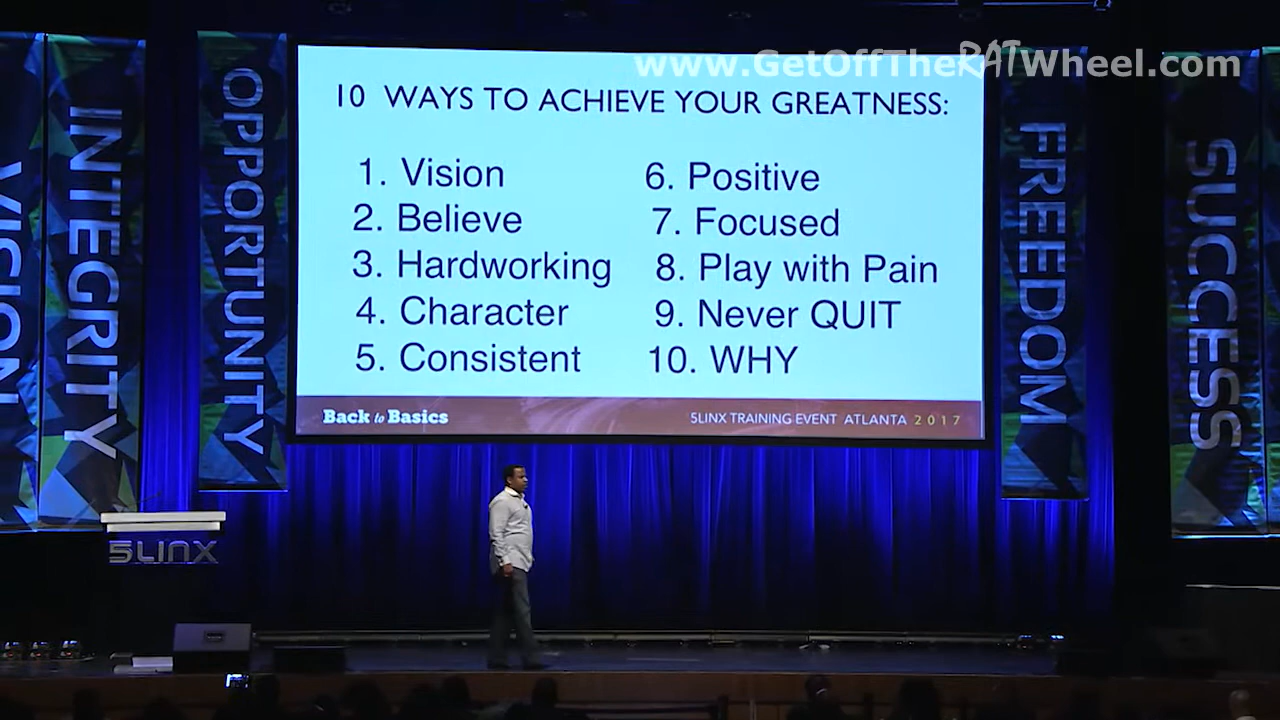 www.GetOffTheRATWheel.com
10 WAYS TO ACHIEVE YOUR GREATNESS:
1. Vision
2. Believe
3. Hardworking
4. Character
5. Consistent
6. Positive
7. Focused
8. Play with Pain
9. Never QUIT
10. WHY
Back to Basics
5LINX TRAINING EVENT ATLANTA 2017
VISION
INTEGRITY
OPPORTUNITY
FREEDOM
SUCCESS
5LINX